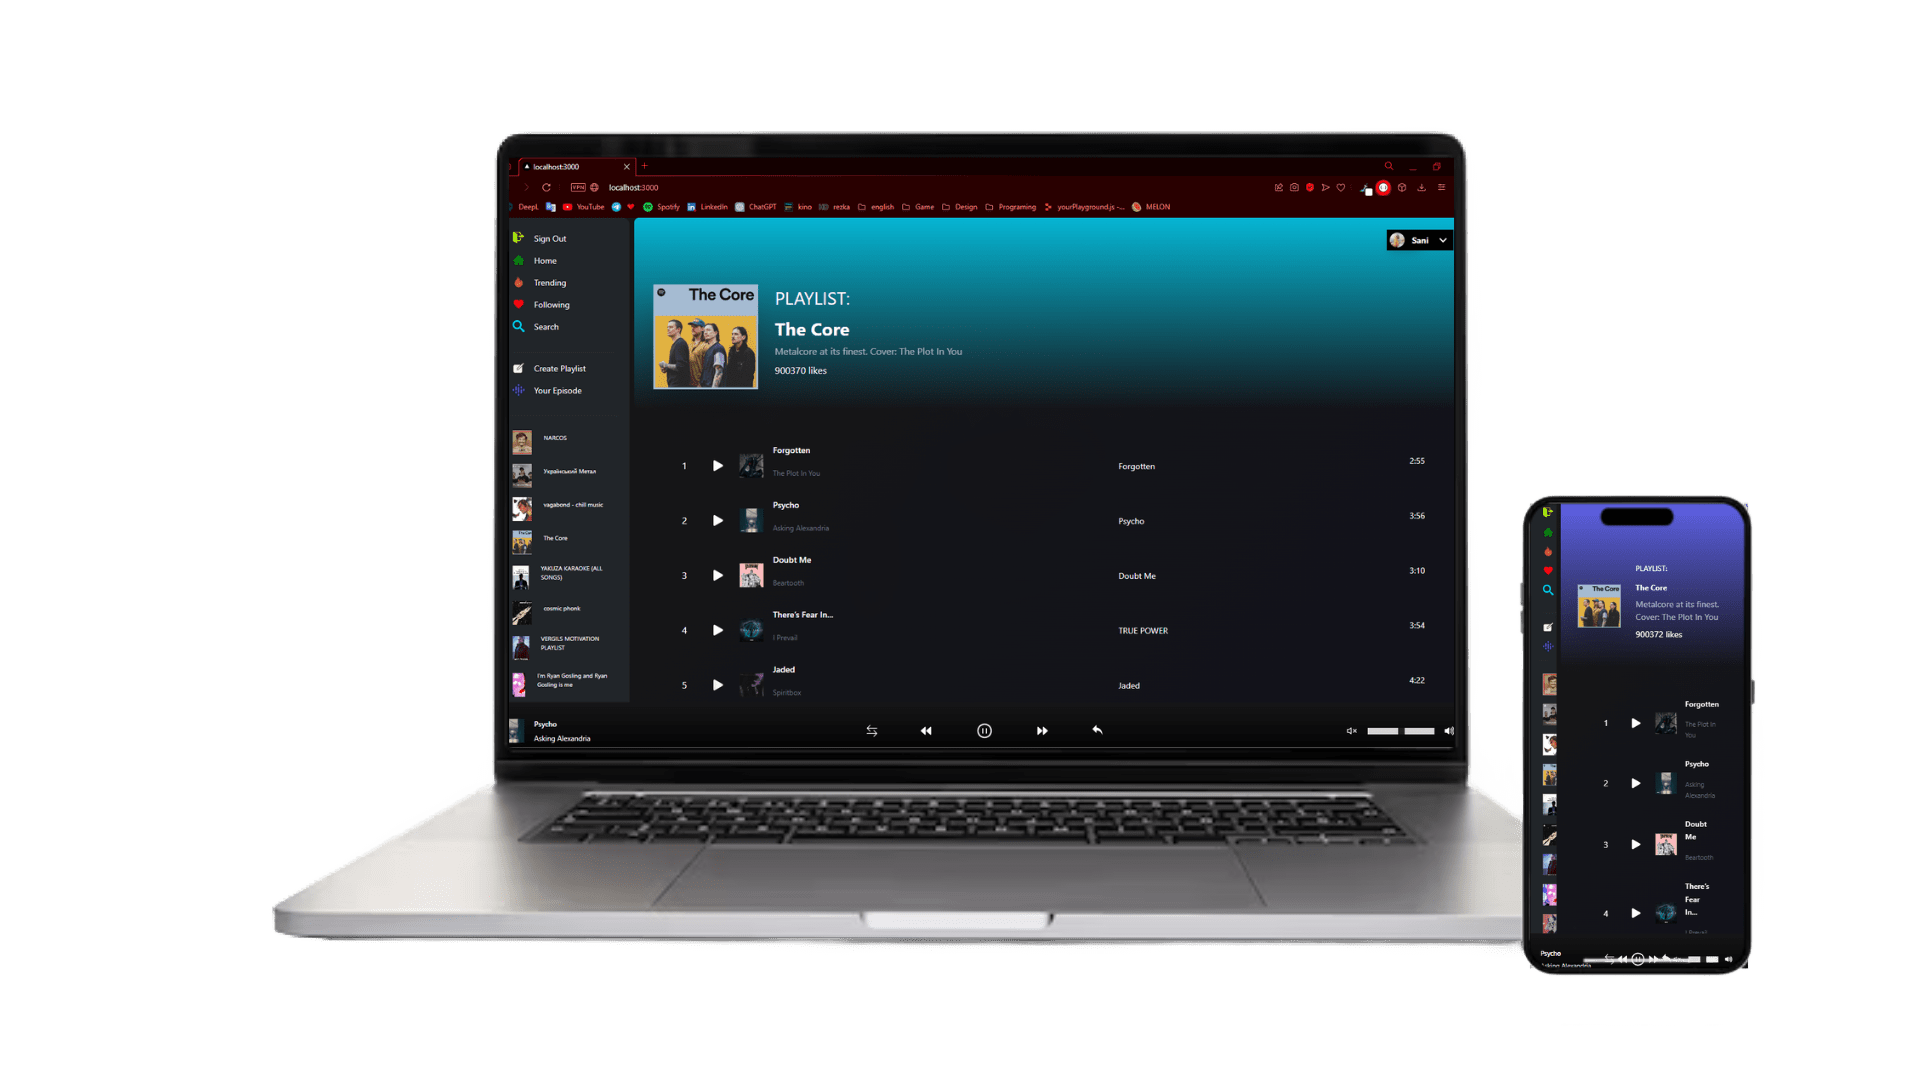 localhost:3000
VPN
localhost:3000
DeepL YouTube Spotify LinkedIn ChatGPT kino rezka english Game Design Programing yourPlayground.js -... MELON
Sign Out
Home
Trending
Following
Search
Create Playlist
Your Episode
NARCOS
Український Метал
vagabond - chill music
The Core
YAKUZA KARAOKE (ALL
SONGS)
cosmic phonk
VERGILS MOTIVATION
PLAYLIST
I'm Ryan Gosling and Ryan
Gosling is me
Sani
The Core
PLAYLIST:
The Core
Metalcore at its finest. Cover: The Plot In You
900370 likes
1 Forgotten Forgotten 2:55
The Plot In You
2 Psycho Psycho 3:56
Asking Alexandria
3 Doubt Me Doubt Me 3:10
Beartooth
4 There's Fear In... TRUE POWER 3:54
I Prevail
5 Jaded Jaded 4:22
Spiritbox
Psycho
Asking Alexandria
PLAYLIST:
The Core
The Core
Metalcore at its finest.
Cover: The Plot In You
900372 likes
Forgotten
1
The Plot In
You
Psycho
2
Asking
Alexandria
Doubt
Me
3
Beartooth
There's
Fear
In...
4
I Prevail
Psycho
Asking Alexandria